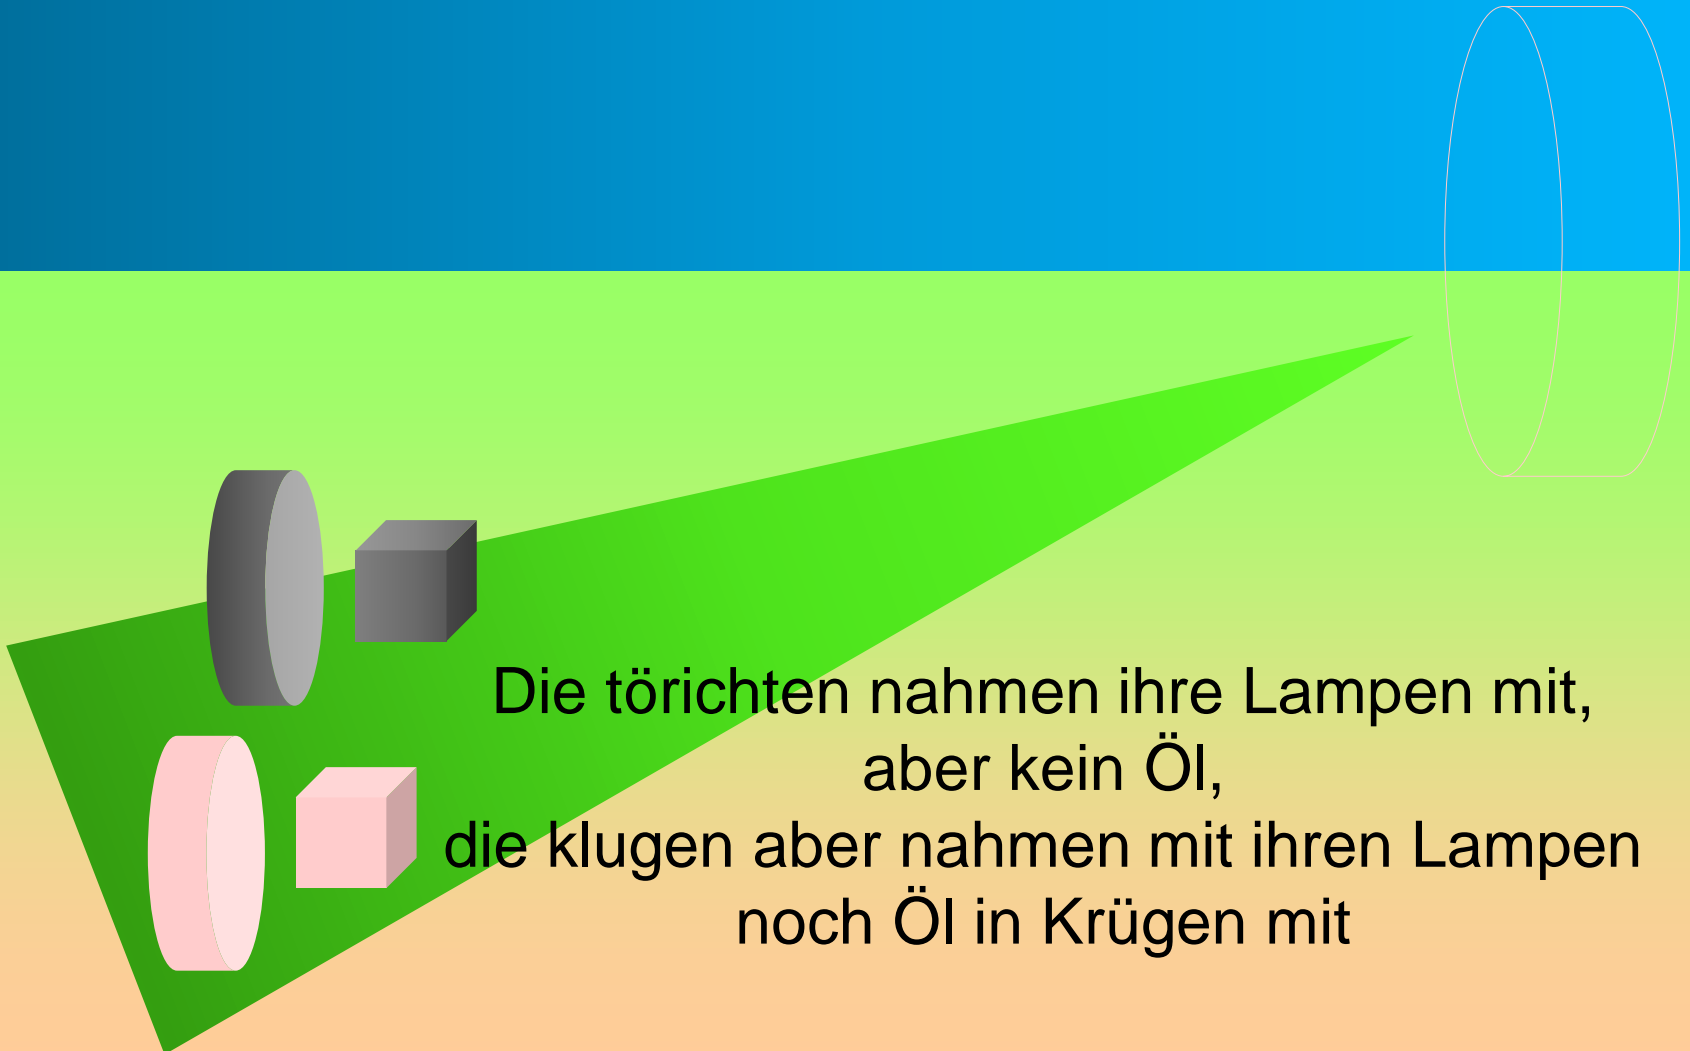 Die törichten nahmen ihre Lampen mit,
aber kein Öl,
die klugen aber nahmen mit ihren Lampen
noch Öl in Krügen mit